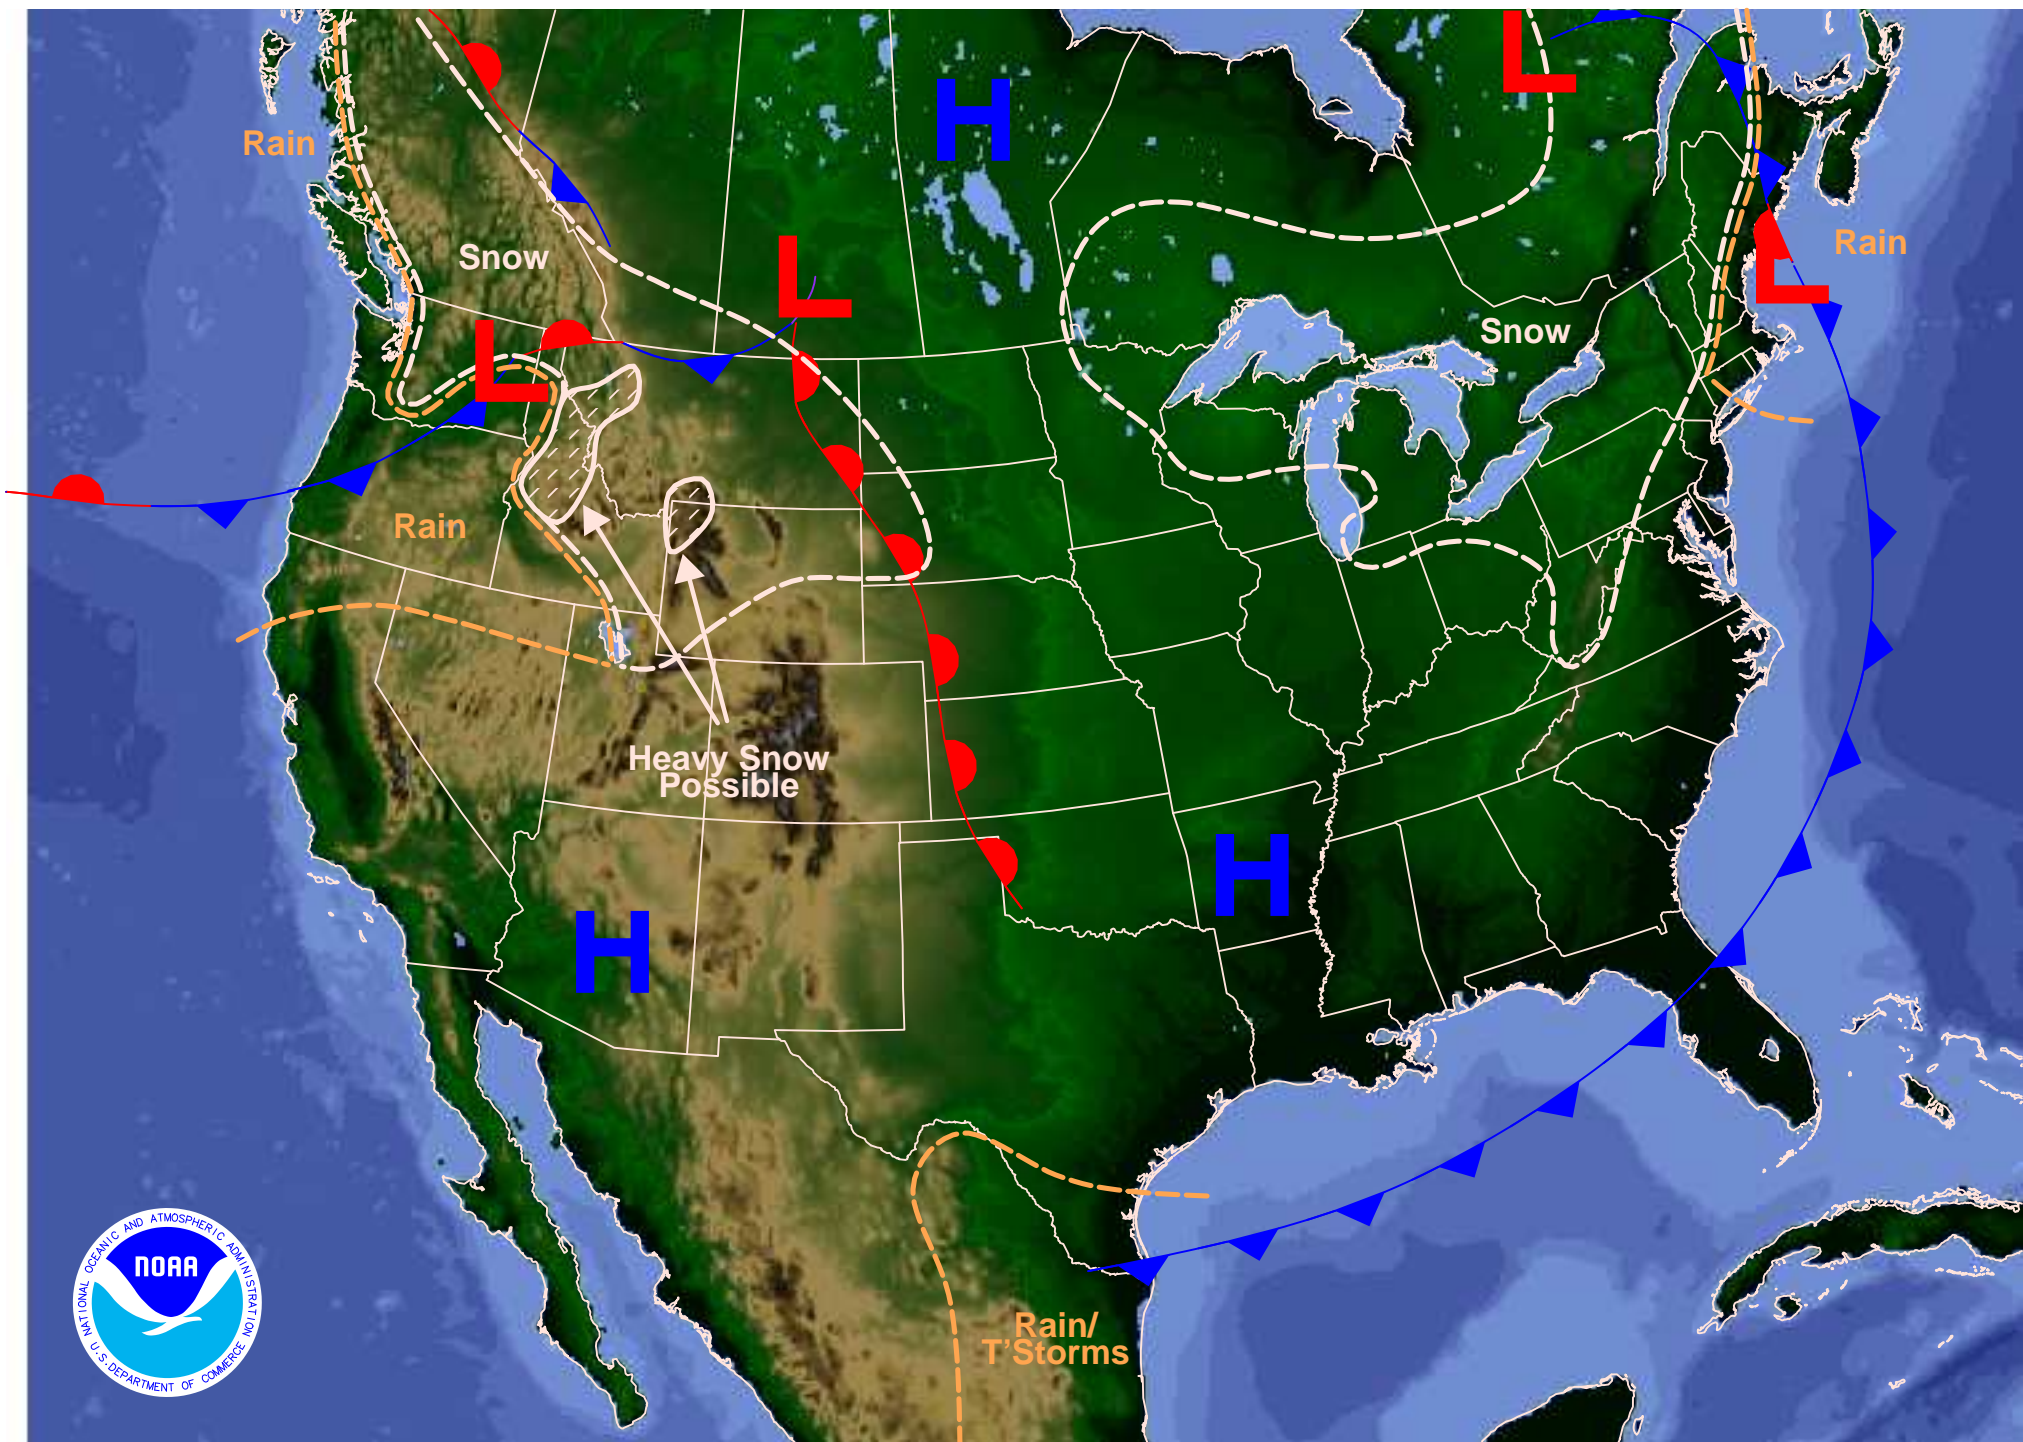 L
H
Rain
Rain
Snow
L
L
Snow
L
Rain
Heavy Snow
Possible
H
H
NATIONAL OCEANIC AND ATMOSPHERIC ADMINISTRATION
NOAA
U.S. DEPARTMENT OF COMMERCE
Rain/
T'Storms